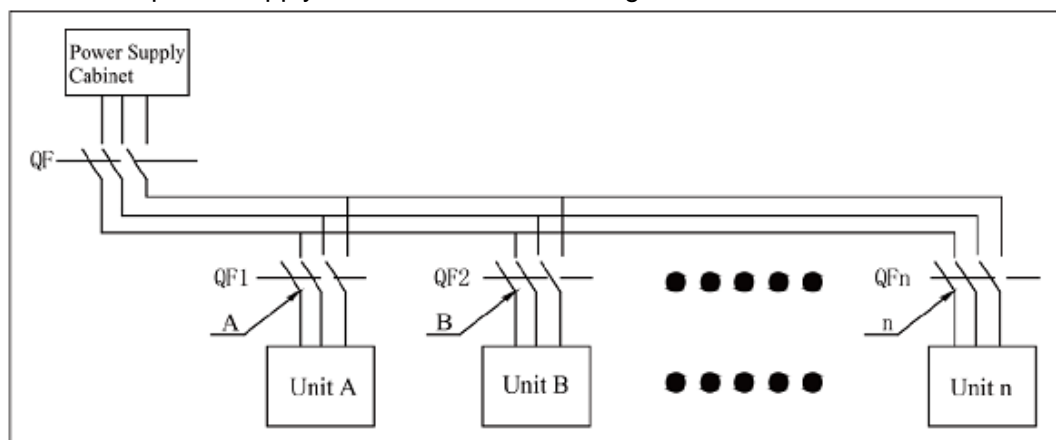 Power Supply
Cabinet
QF
QF1
QF2
QFn
A
B
n
Unit A
Unit B
Unit n